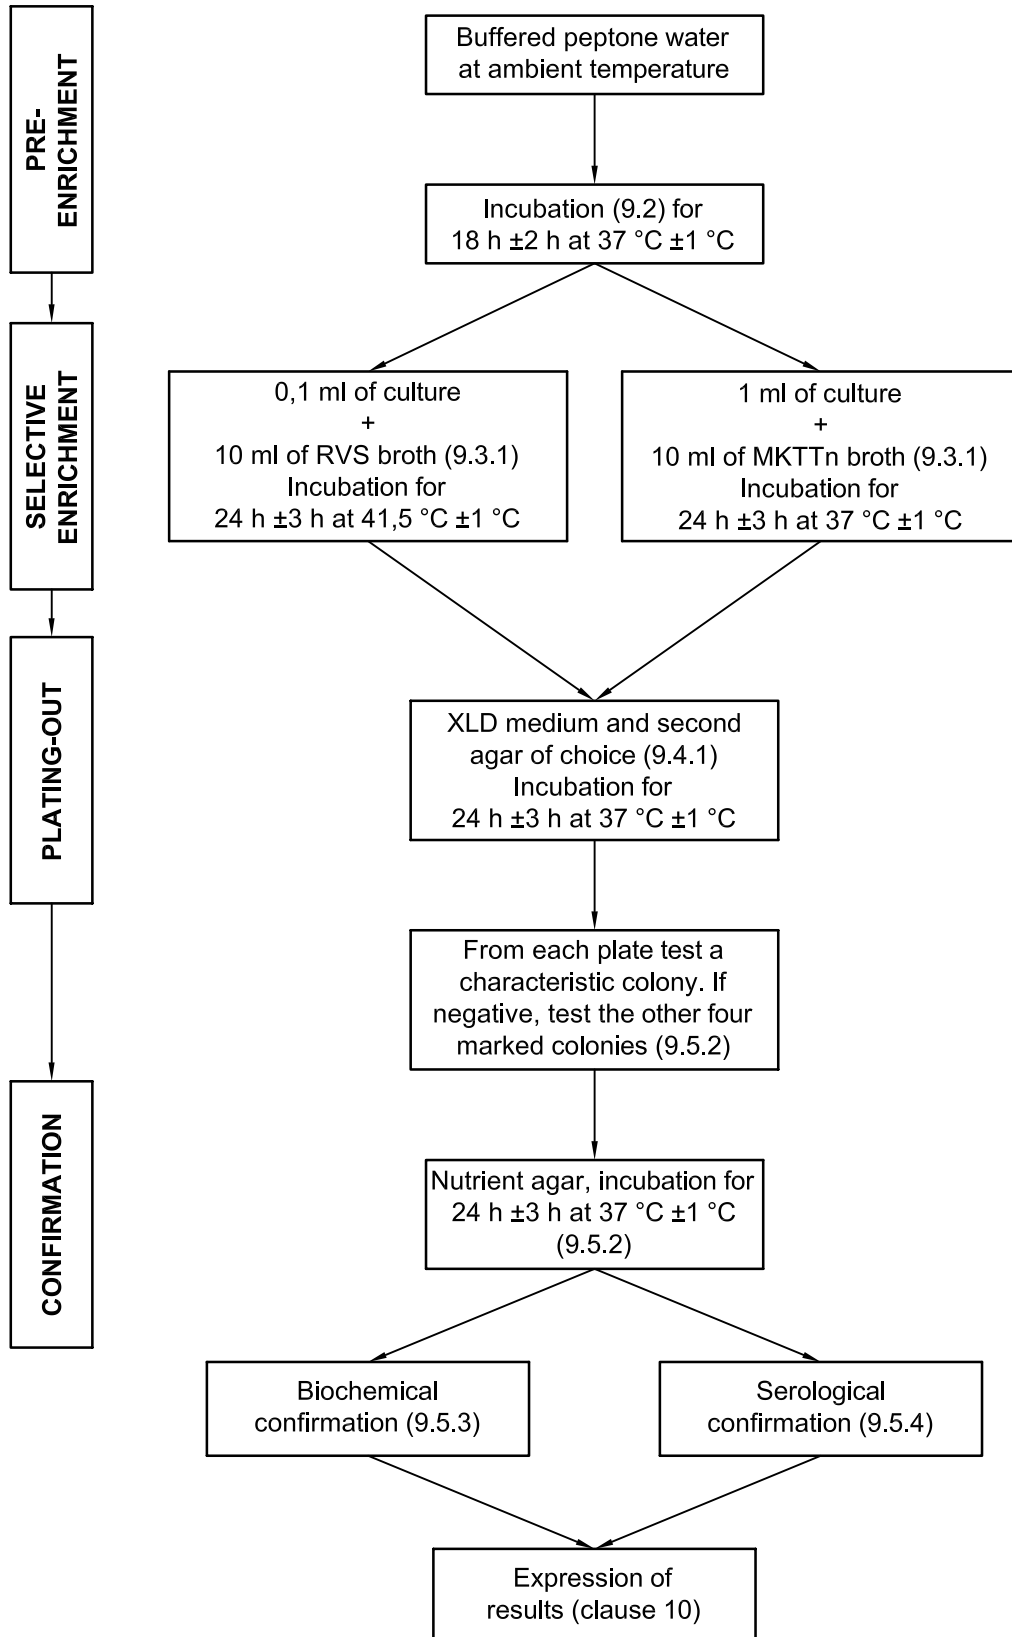 PRE-
ENRICHMENT
Buffered peptone water
at ambient temperature
Incubation (9.2) for
18 h ±2 h at 37 °C ±1 °C
SELECTIVE
ENRICHMENT
0,1 ml of culture
+
10 ml of RVS broth (9.3.1)
Incubation for
24 h ±3 h at 41,5 °C ±1 °C
1 ml of culture
+
10 ml of MKTTn broth (9.3.1)
Incubation for
24 h ±3 h at 37 °C ±1 °C
PLATING-OUT
XLD medium and second
agar of choice (9.4.1)
Incubation for
24 h ±3 h at 37 °C ±1 °C
From each plate test a
characteristic colony. If
negative, test the other four
marked colonies (9.5.2)
CONFIRMATION
Nutrient agar, incubation for
24 h ±3 h at 37 °C ±1 °C
(9.5.2)
Biochemical
confirmation (9.5.3)
Serological
confirmation (9.5.4)
Expression of
results (clause 10)